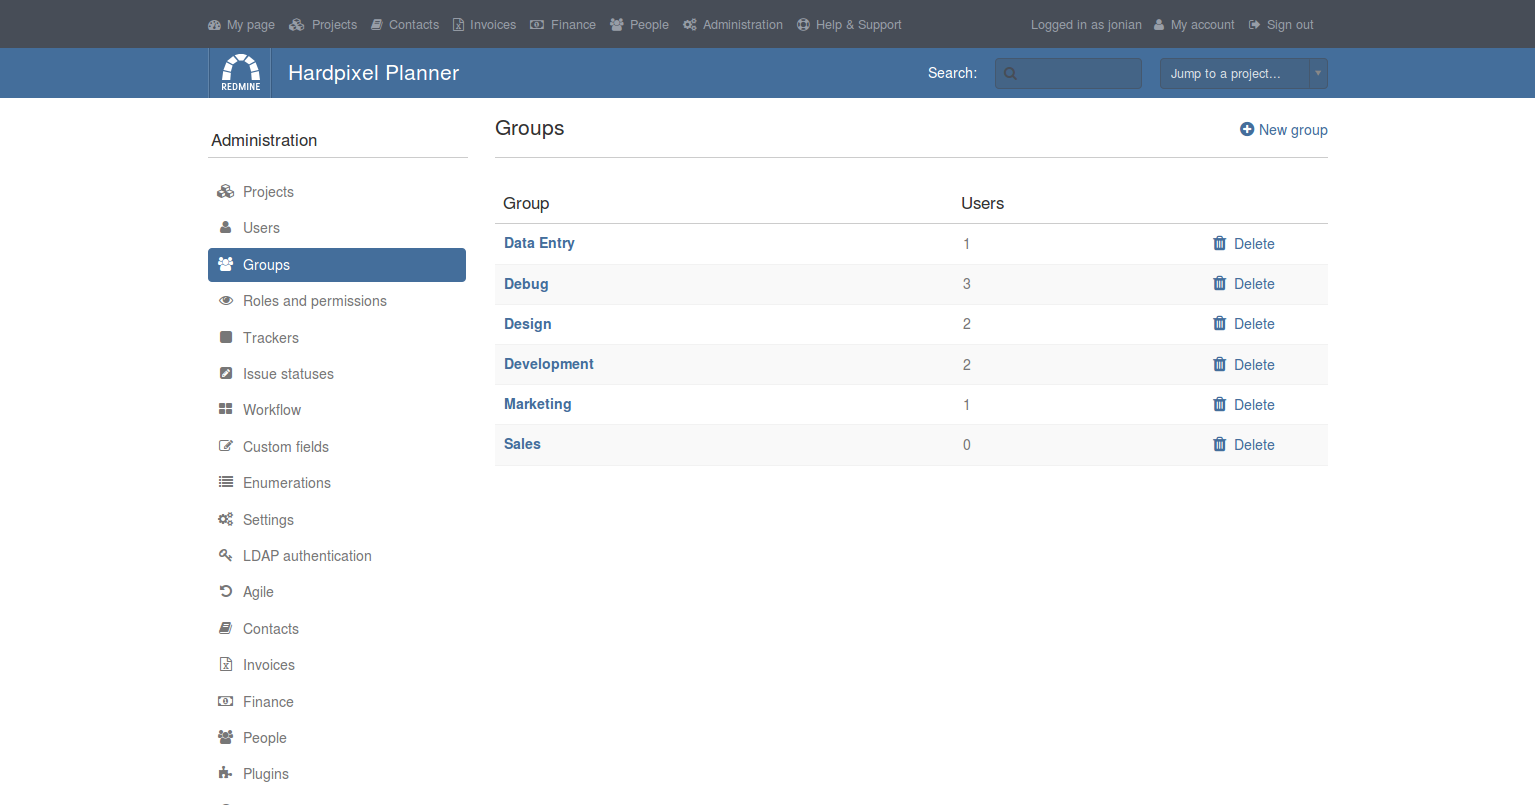 My page Projects Contacts Invoices Finance People Administration Help & Support Logged in as jonian My account Sign out
REDMINE Hardpixel Planner Search: Jump to a project...
Administration
Projects
Users
Groups
Roles and permissions
Trackers
Issue statuses
Workflow
Custom fields
Enumerations
Settings
LDAP authentication
Agile
Contacts
Invoices
Finance
People
Plugins
Groups New group
Group Users
Data Entry 1 Delete
Debug 3 Delete
Design 2 Delete
Development 2 Delete
Marketing 1 Delete
Sales 0 Delete